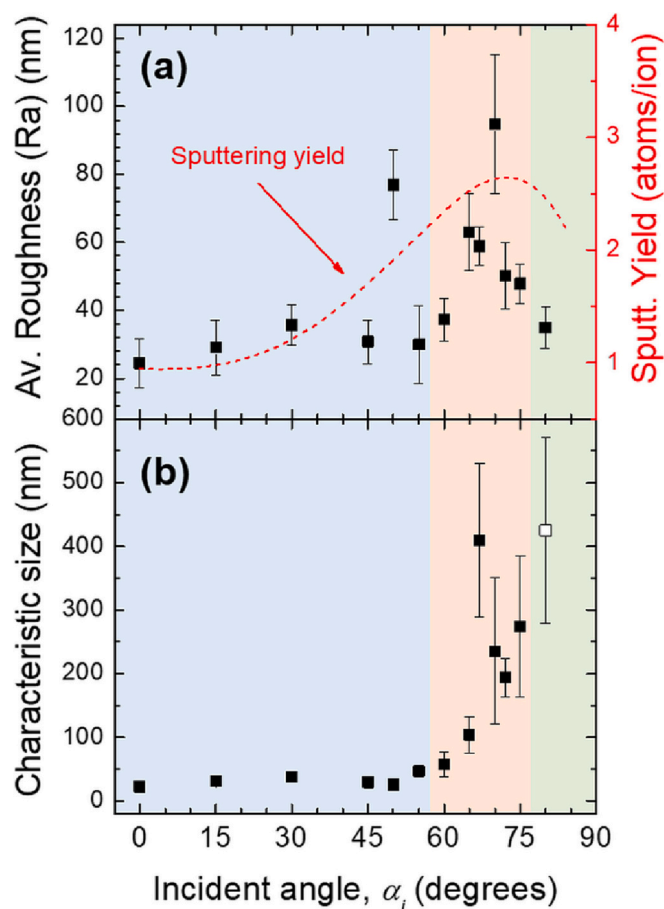 (a)
Av. Roughness (Ra) (nm)
120
100
80
60
40
20
Sputtering yield
Sputt. Yield (atoms/ion)
4
3
2
1
(b)
Characteristic size (nm)
600
500
400
300
200
100
0
0 15 30 45 60 75 90
Incident angle, αi (degrees)